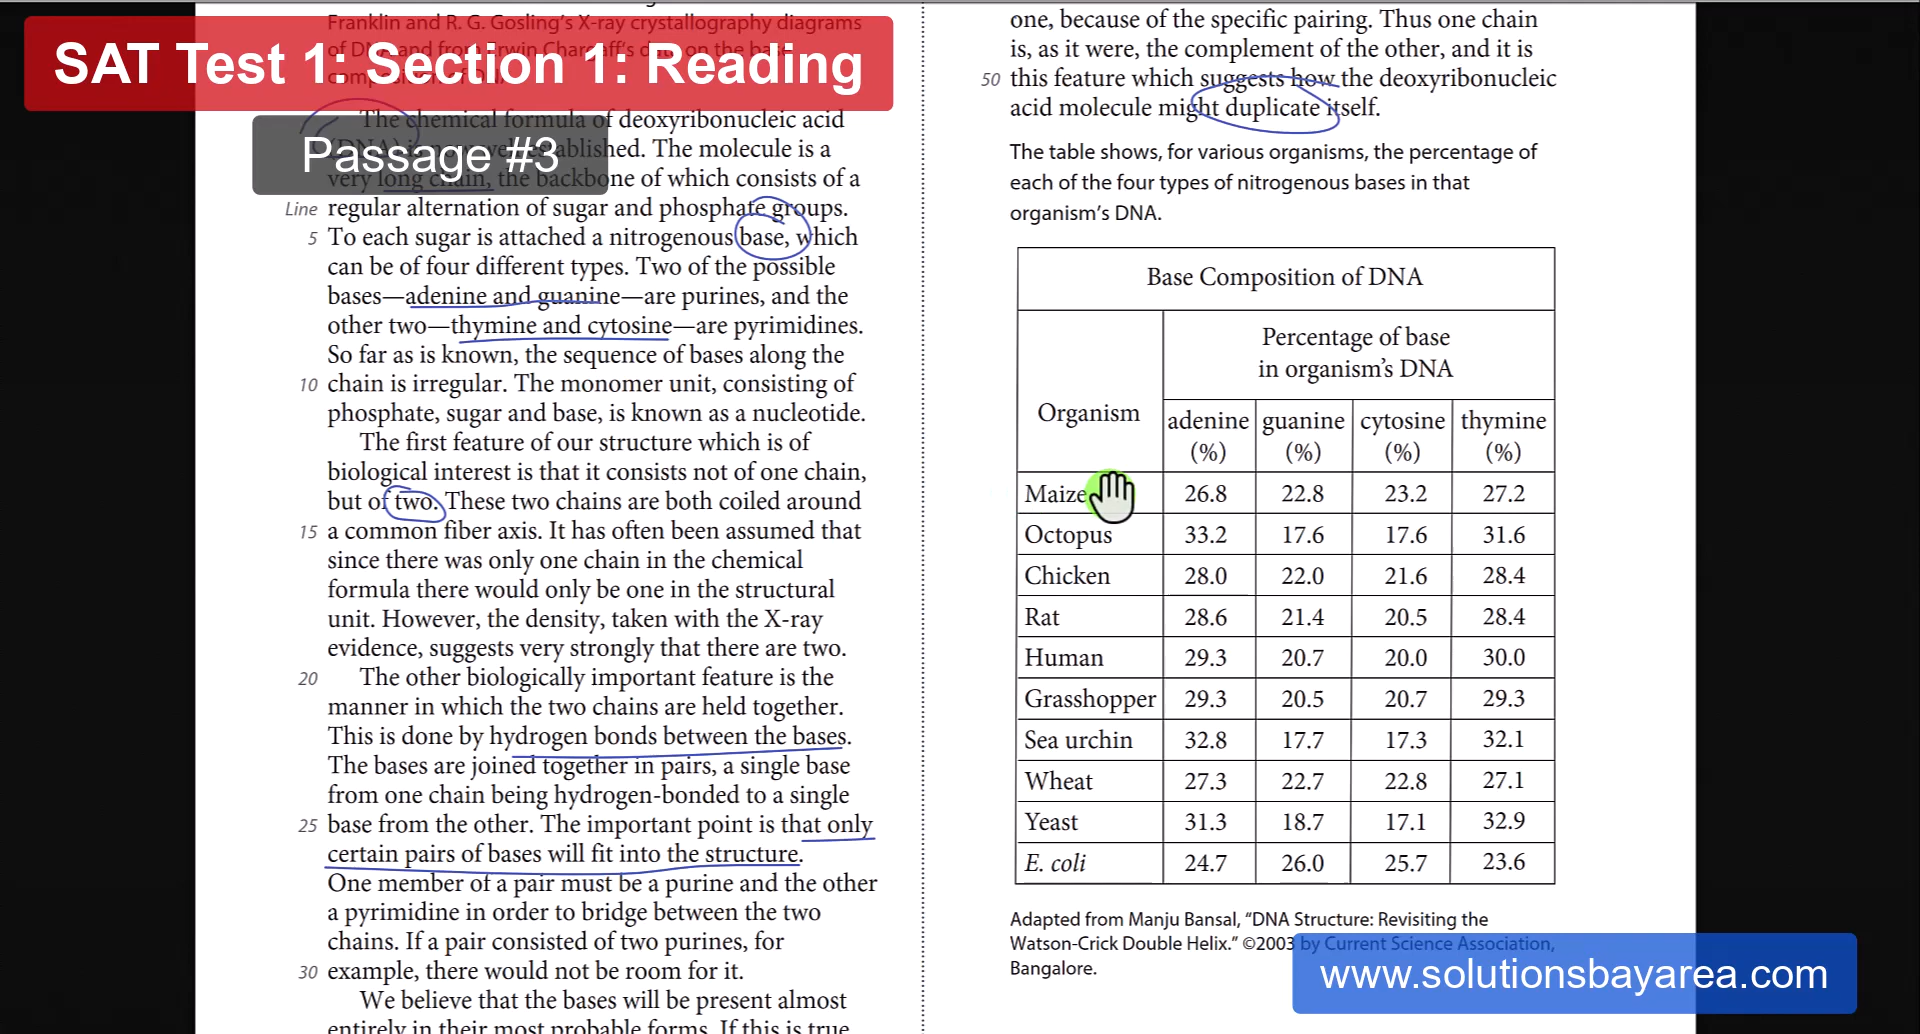 Franklin and R. G. Gosling's X-ray crystallography diagrams
of DNA and from Erwin Chargaff's data on the base
composition of DNA.
SAT Test 1: Section 1: Reading
Passage #3
The chemical formula of deoxyribonucleic acid
(DNA) is now well established. The molecule is a
very long chain, the backbone of which consists of a
Line regular alternation of sugar and phosphate groups.
5 To each sugar is attached a nitrogenous base, which
can be of four different types. Two of the possible
bases—adenine and guanine—are purines, and the
other two—thymine and cytosine—are pyrimidines.
So far as is known, the sequence of bases along the
10 chain is irregular. The monomer unit, consisting of
phosphate, sugar and base, is known as a nucleotide.
The first feature of our structure which is of
biological interest is that it consists not of one chain,
but of two. These two chains are both coiled around
15 a common fiber axis. It has often been assumed that
since there was only one chain in the chemical
formula there would only be one in the structural
unit. However, the density, taken with the X-ray
evidence, suggests very strongly that there are two.
20 The other biologically important feature is the
manner in which the two chains are held together.
This is done by hydrogen bonds between the bases.
The bases are joined together in pairs, a single base
from one chain being hydrogen-bonded to a single
25 base from the other. The important point is that only
certain pairs of bases will fit into the structure.
One member of a pair must be a purine and the other
a pyrimidine in order to bridge between the two
chains. If a pair consisted of two purines, for
30 example, there would not be room for it.
We believe that the bases will be present almost
entirely in their most probable forms. If this is true
one, because of the specific pairing. Thus one chain
is, as it were, the complement of the other, and it is
50 this feature which suggests how the deoxyribonucleic
acid molecule might duplicate itself.
The table shows, for various organisms, the percentage of
each of the four types of nitrogenous bases in that
organism's DNA.
Base Composition of DNA
Organism
Percentage of base
in organism's DNA
adenine (%) guanine (%) cytosine (%) thymine (%)
Maize 26.8 22.8 23.2 27.2
Octopus 33.2 17.6 17.6 31.6
Chicken 28.0 22.0 21.6 28.4
Rat 28.6 21.4 20.5 28.4
Human 29.3 20.7 20.0 30.0
Grasshopper 29.3 20.5 20.7 29.3
Sea urchin 32.8 17.7 17.3 32.1
Wheat 27.3 22.7 22.8 27.1
Yeast 31.3 18.7 17.1 32.9
E. coli 24.7 26.0 25.7 23.6
Adapted from Manju Bansal, "DNA Structure: Revisiting the
Watson-Crick Double Helix." ©2003 by Current Science Association,
Bangalore.
www.solutionsbayarea.com